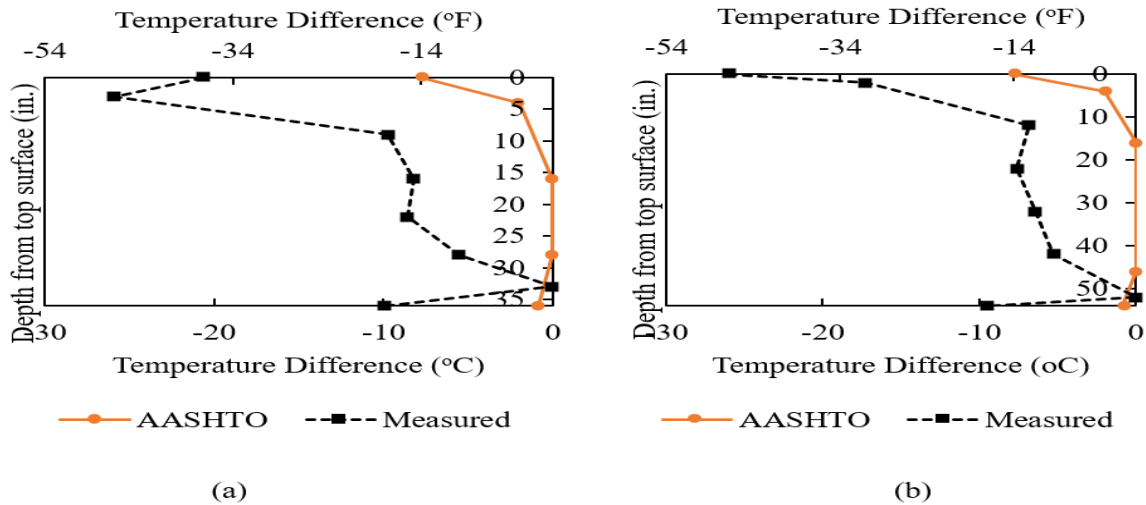 Temperature Difference (°F)
-54 -34 -14
Depth from top surface (in.)
0
5
10
15
20
25
30
35
-30 -20 -10 0
Temperature Difference (°C)
AASHTO Measured
(a)
Temperature Difference (°F)
-54 -34 -14
Depth from top surface (in.)
0
10
20
30
40
50
-30 -20 -10 0
Temperature Difference (oC)
AASHTO Measured
(b)